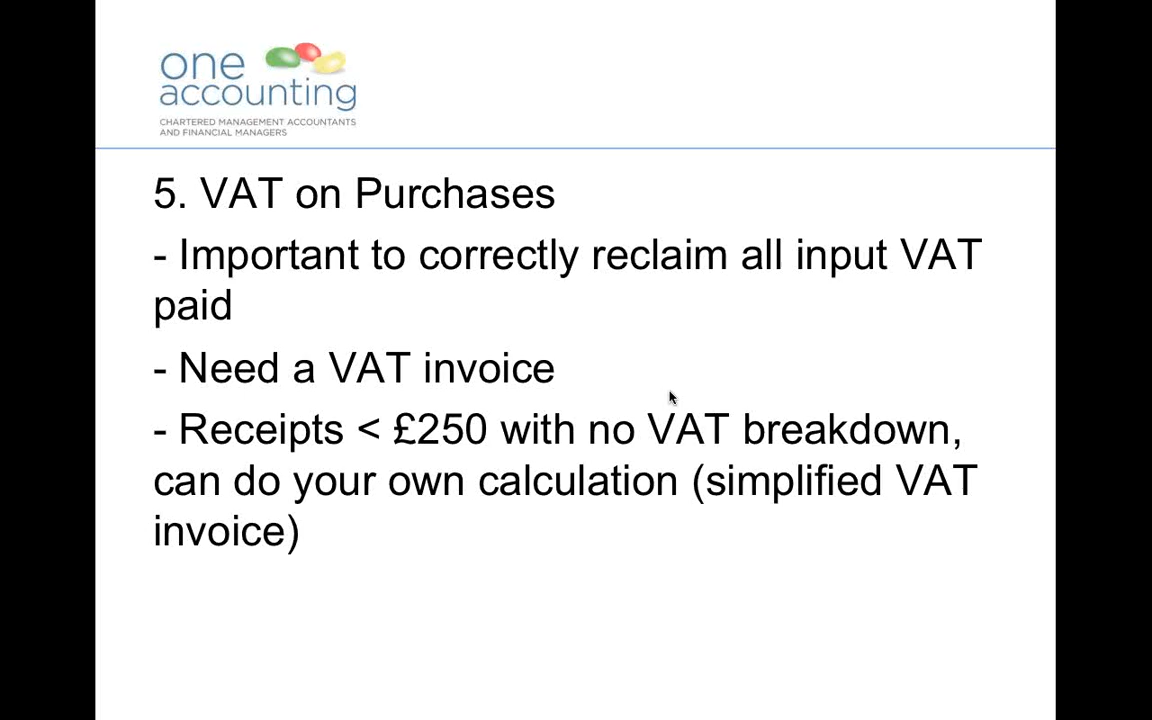 one
accounting
CHARTERED MANAGEMENT ACCOUNTANTS
AND FINANCIAL MANAGERS
5. VAT on Purchases
- Important to correctly reclaim all input VAT
paid
- Need a VAT invoice
- Receipts < £250 with no VAT breakdown,
can do your own calculation (simplified VAT
invoice)